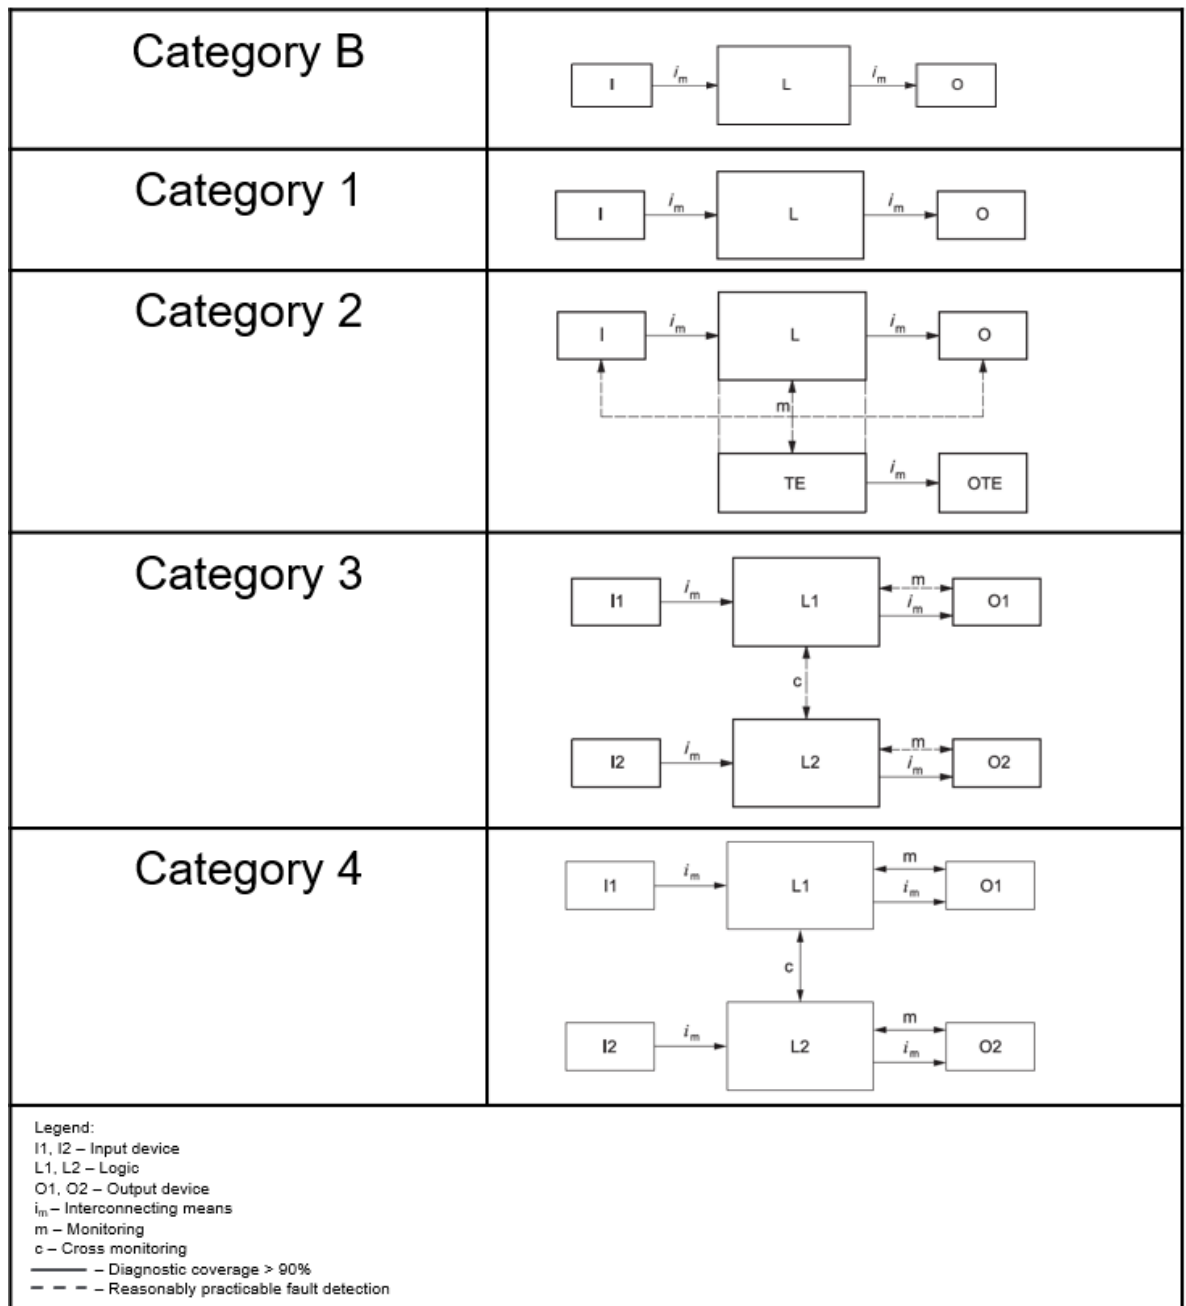 Category B
I
im
L
im
O
Category 1
I
im
L
im
O
Category 2
I
im
L
im
O
m
TE
im
OTE
Category 3
I1
im
L1
m
im
O1
c
I2
im
L2
m
im
O2
Category 4
I1
im
L1
m
im
O1
c
I2
im
L2
m
im
O2
Legend:
I1, I2 – Input device
L1, L2 – Logic
O1, O2 – Output device
im – Interconnecting means
m – Monitoring
c – Cross monitoring
– Diagnostic coverage > 90%
– Reasonably practicable fault detection